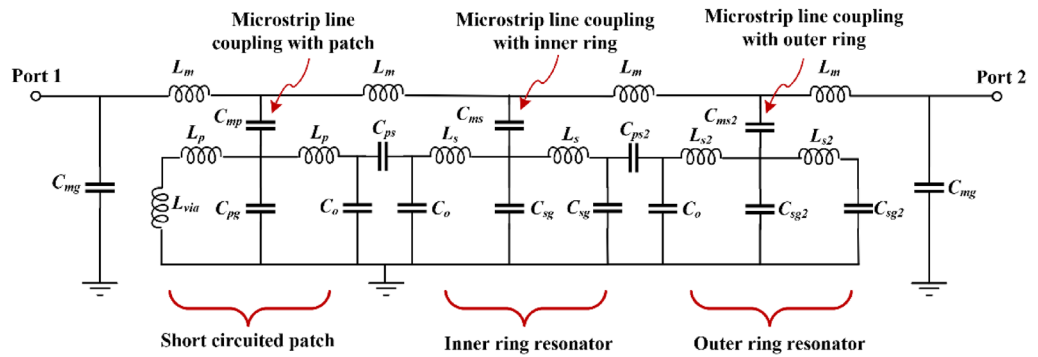 Microstrip line
coupling with patch
Microstrip line coupling
with inner ring
Microstrip line coupling
with outer ring
Port 1
Lm
Lm
Lm
Lm
Port 2
Cmp
Cms
Cms2
Lp
Lp
Cps
Ls
Ls
Cps2
Ls2
Ls2
Cmg
Lvia
Cpg
Co
Co
Csg
Csg
Co
Csg2
Csg2
Cmg
Short circuited patch
Inner ring resonator
Outer ring resonator